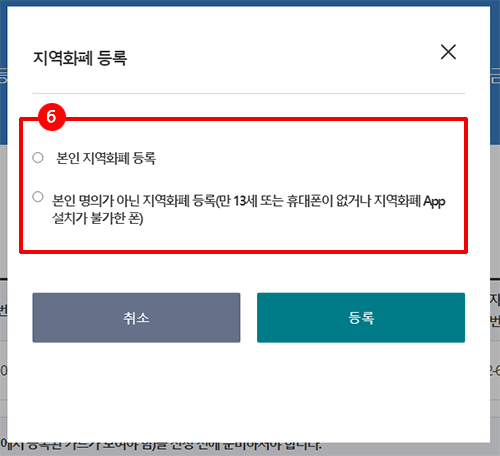 지역화폐 등록
6
본인 지역화폐 등록
본인 명의가 아닌 지역화폐 등록(만 13세 또는 휴대폰이 없거나 지역화폐 App
설치가 불가한 폰)
취소
등록